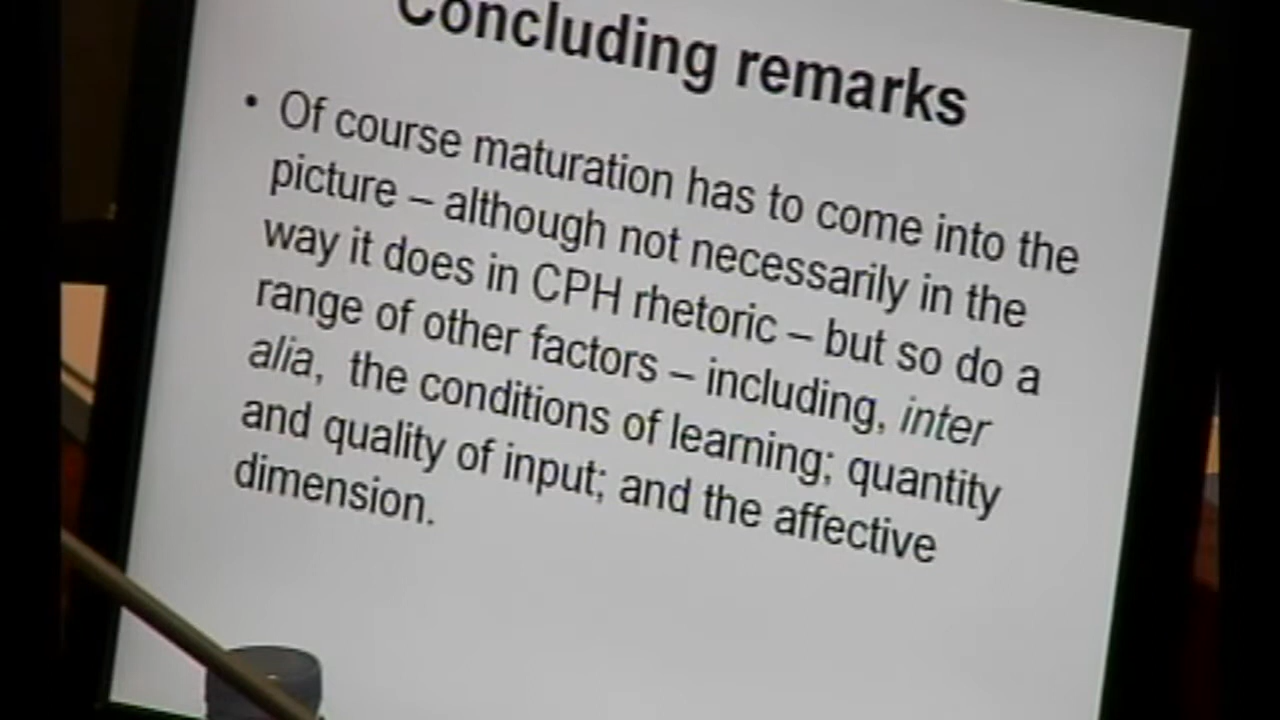 Concluding remarks
• Of course maturation has to come into the
picture – although not necessarily in the
way it does in CPH rhetoric – but so do a
range of other factors – including, inter
alia,  the conditions of learning; quantity
and quality of input; and the affective
dimension.